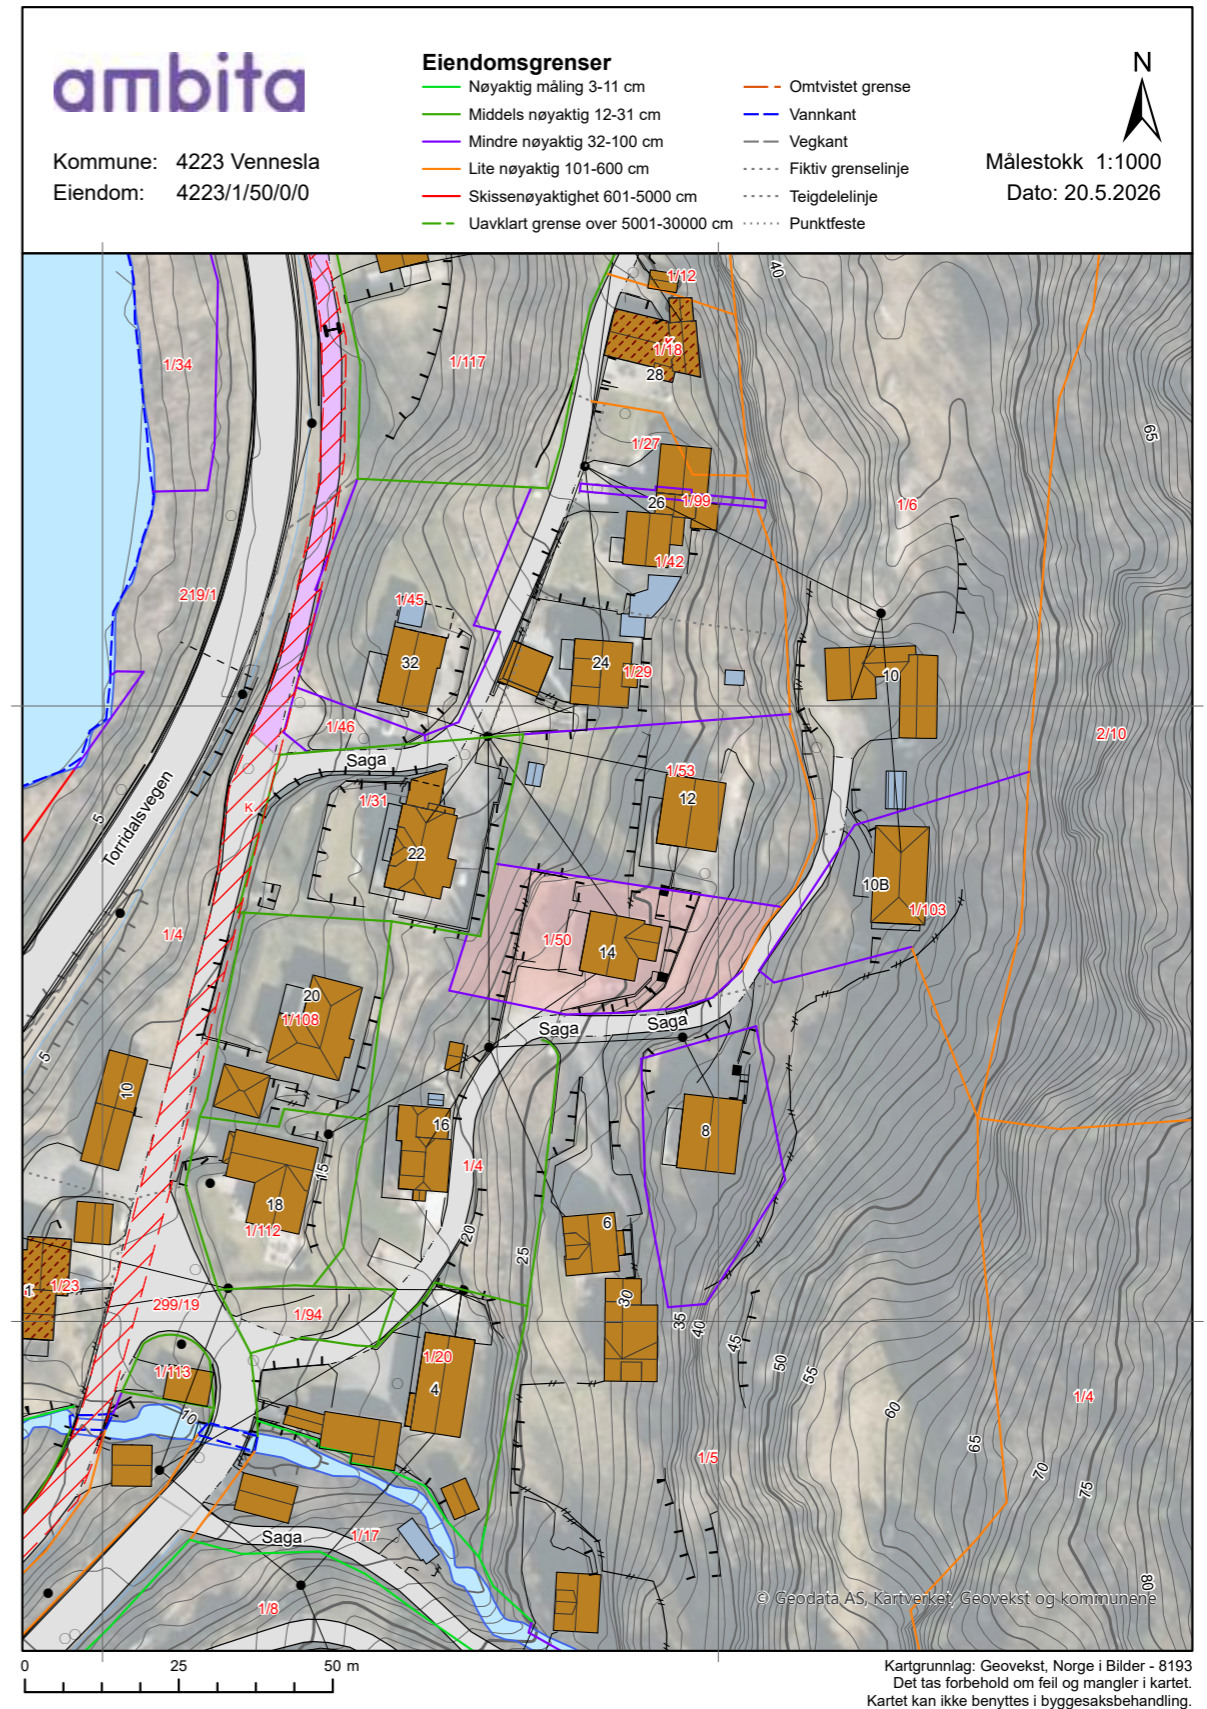 ambita
Kommune: 4223 Vennesla
Eiendom: 4223/1/50/0/0
Eiendomsgrenser
Nøyaktig måling 3-11 cm
Middels nøyaktig 12-31 cm
Mindre nøyaktig 32-100 cm
Lite nøyaktig 101-600 cm
Skissenøyaktighet 601-5000 cm
Uavklart grense over 5001-30000 cm
Omtvistet grense
Vannkant
Vegkant
Fiktiv grenselinje
Teigdelelinje
Punktfeste
N
Målestokk 1:1000
Dato: 20.5.2026
40
1/12
1/34
1/117
1/18
28
65
1/27
26
1/99
1/6
1/42
219/1
1/45
32
24
1/29
10
1/46
2/10
Saga
1/53
12
1/31
K
5
Torridalsvegen
22
10B
1/103
1/4
1/50
14
20
1/108
Saga
Saga
5
10
16
8
1/4
15
18
1/112
20
25
6
1
1/23
299/19
1/94
30
35
40
45
50
55
1/113
1/20
4
10
60
65
70
75
1/4
1/5
Saga
1/17
80
1/8
© Geodata AS, Kartverket, Geovekst og kommunene
0 25 50 m
Kartgrunnlag: Geovekst, Norge i Bilder - 8193
Det tas forbehold om feil og mangler i kartet.
Kartet kan ikke benyttes i byggesaksbehandling.